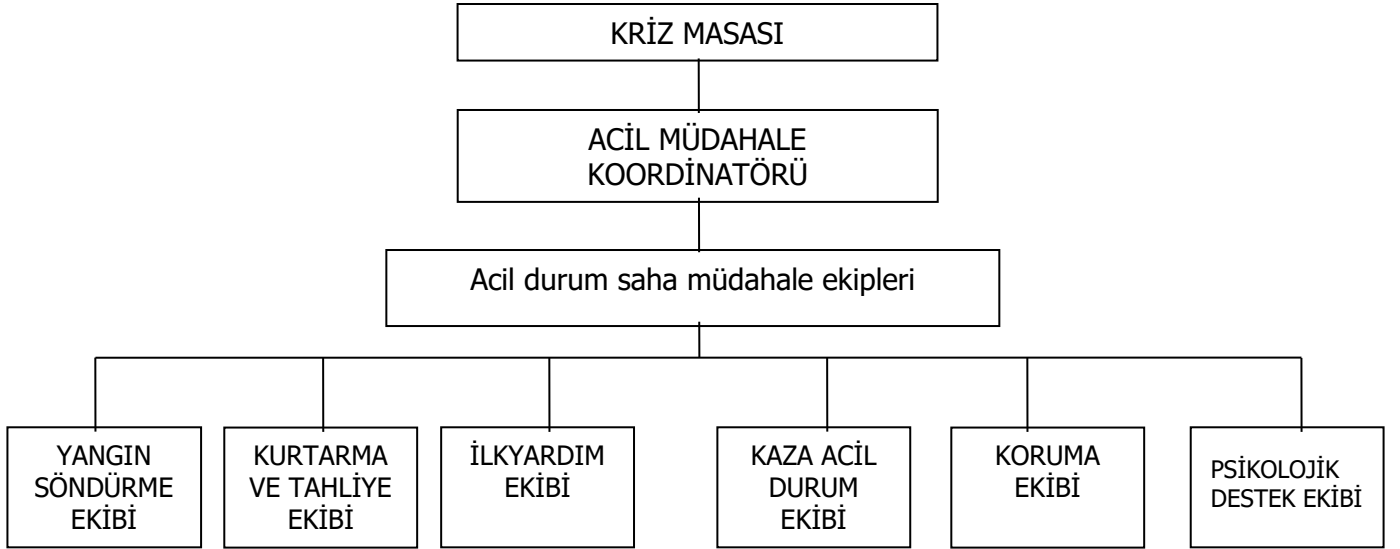 KRİZ MASASI
ACİL MÜDAHALE
KOORDİNATÖRÜ
Acil durum saha müdahale ekipleri
YANGIN
SÖNDÜRME
EKİBİ
KURTARMA
VE TAHLİYE
EKİBİ
İLKYARDIM
EKİBİ
KAZA ACİL
DURUM
EKİBİ
KORUMA
EKİBİ
PSİKOLOJİK
DESTEK EKİBİ